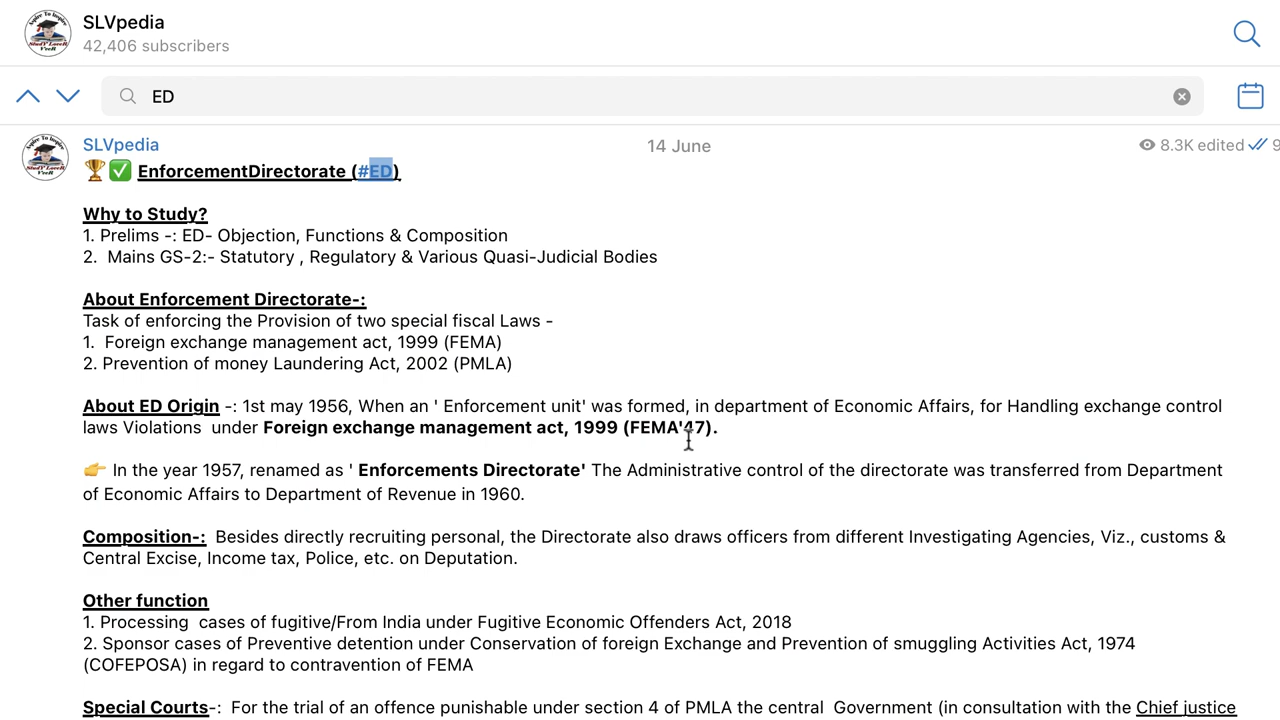 SLVpedia
42,406 subscribers
ED
SLVpedia
14 June
8.3K edited
🏆✅ EnforcementDirectorate (#ED)
Why to Study?
1. Prelims -: ED- Objection, Functions & Composition
2.  Mains GS-2:- Statutory , Regulatory & Various Quasi-Judicial Bodies
About Enforcement Directorate-:
Task of enforcing the Provision of two special fiscal Laws -
1.  Foreign exchange management act, 1999 (FEMA)
2. Prevention of money Laundering Act, 2002 (PMLA)
About ED Origin -: 1st may 1956, When an ' Enforcement unit' was formed, in department of Economic Affairs, for Handling exchange control
laws Violations  under Foreign exchange management act, 1999 (FEMA'47).
👉 In the year 1957, renamed as ' Enforcements Directorate' The Administrative control of the directorate was transferred from Department
of Economic Affairs to Department of Revenue in 1960.
Composition-:  Besides directly recruiting personal, the Directorate also draws officers from different Investigating Agencies, Viz., customs &
Central Excise, Income tax, Police, etc. on Deputation.
Other function
1. Processing  cases of fugitive/From India under Fugitive Economic Offenders Act, 2018
2. Sponsor cases of Preventive detention under Conservation of foreign Exchange and Prevention of smuggling Activities Act, 1974
(COFEPOSA) in regard to contravention of FEMA
Special Courts-:  For the trial of an offence punishable under section 4 of PMLA the central  Government (in consultation with the Chief justice